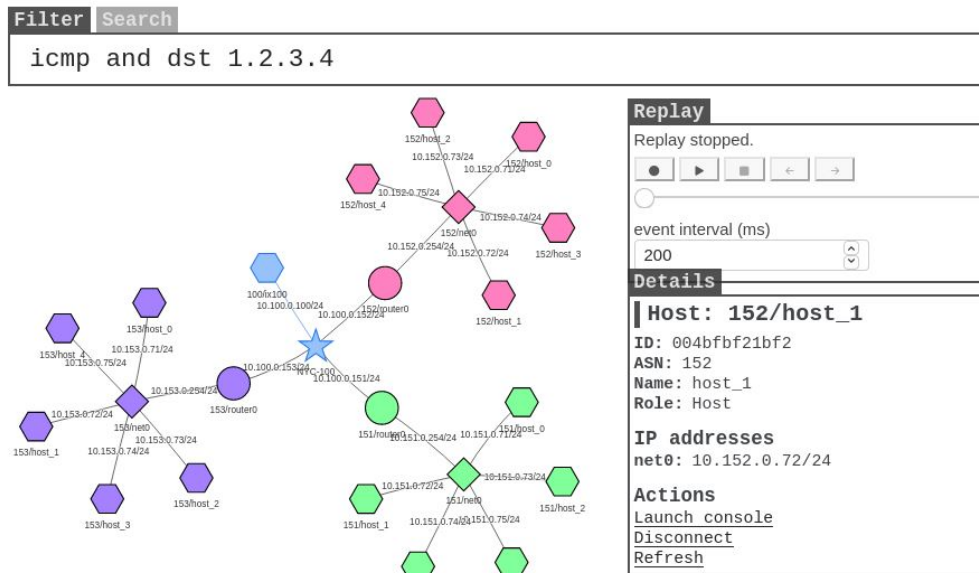 Filter Search
icmp and dst 1.2.3.4
152/host_2
152/host_0
10.152.0.73/24
10.152.0.71/24
152/host_4
10.152.0.75/24
10.152.0.74/24
152/net0
152/host_3
10.152.0.254/24
10.152.0.72/24
100/ix100
10.100.0.100/24
152/router0
10.100.0.152/24
152/host_1
153/host_0
153/host_4
10.153.0.71/24
10.153.0.75/24
NYC-100
10.100.0.153/24
10.100.0.151/24
10.153.0.254/24
153/router0
10.153.0.72/24
153/net0
153/host_1
10.153.0.73/24
10.153.0.74/24
153/host_2
153/host_3
151/router0
10.151.0.254/24
10.151.0.71/24
151/host_0
10.151.0.73/24
10.151.0.72/24
151/net0
151/host_2
151/host_1
10.151.0.74/24
10.151.0.75/24
Replay
Replay stopped.
event interval (ms)
200
Details
Host: 152/host_1
ID: 004bfbf21bf2
ASN: 152
Name: host_1
Role: Host
IP addresses
net0: 10.152.0.72/24
Actions
Launch console
Disconnect
Refresh